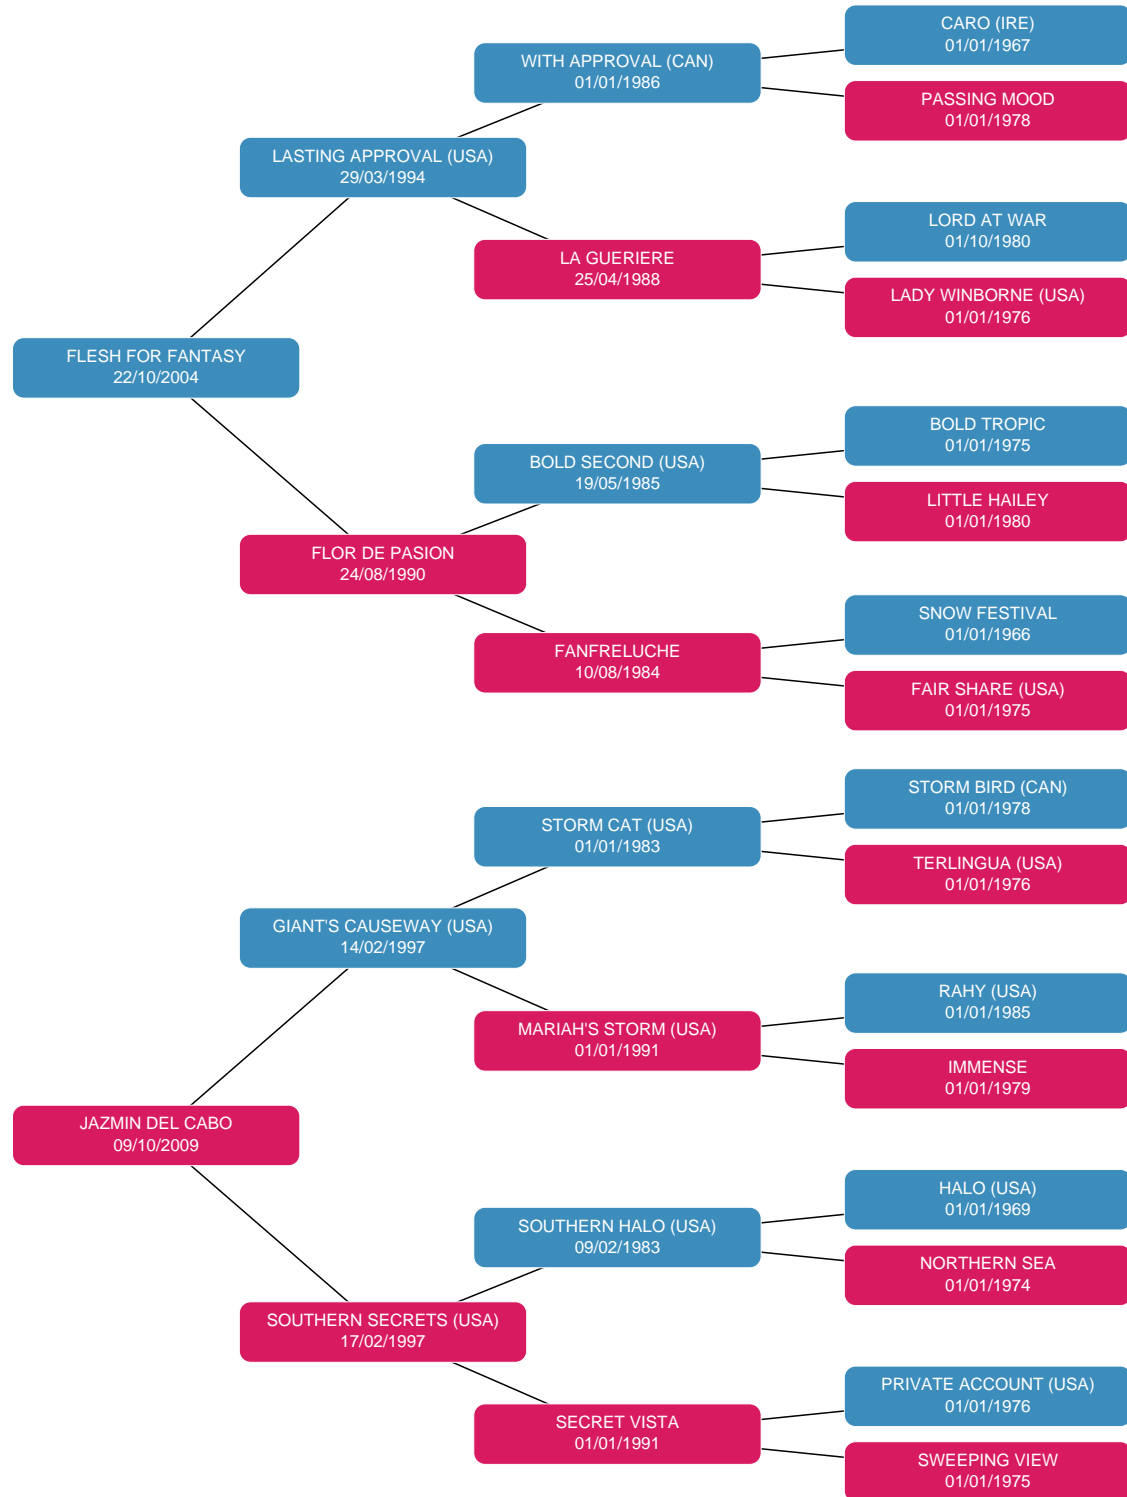 CARO (IRE)
01/01/1967
WITH APPROVAL (CAN)
01/01/1986
PASSING MOOD
01/01/1978
LASTING APPROVAL (USA)
29/03/1994
LORD AT WAR
01/10/1980
LA GUERIERE
25/04/1988
LADY WINBORNE (USA)
01/01/1976
FLESH FOR FANTASY
22/10/2004
BOLD TROPIC
01/01/1975
BOLD SECOND (USA)
19/05/1985
LITTLE HAILEY
01/01/1980
FLOR DE PASION
24/08/1990
SNOW FESTIVAL
01/01/1966
FANFRELUCHE
10/08/1984
FAIR SHARE (USA)
01/01/1975
STORM BIRD (CAN)
01/01/1978
STORM CAT (USA)
01/01/1983
TERLINGUA (USA)
01/01/1976
GIANT'S CAUSEWAY (USA)
14/02/1997
RAHY (USA)
01/01/1985
MARIAH'S STORM (USA)
01/01/1991
IMMENSE
01/01/1979
JAZMIN DEL CABO
09/10/2009
HALO (USA)
01/01/1969
SOUTHERN HALO (USA)
09/02/1983
NORTHERN SEA
01/01/1974
SOUTHERN SECRETS (USA)
17/02/1997
PRIVATE ACCOUNT (USA)
01/01/1976
SECRET VISTA
01/01/1991
SWEEPING VIEW
01/01/1975